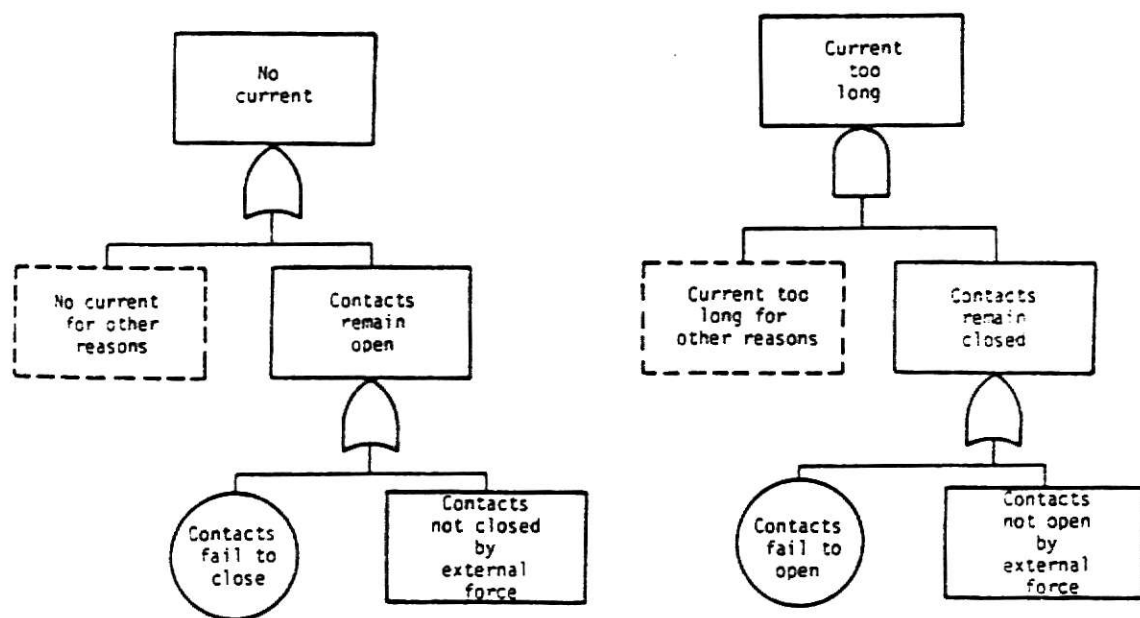 No
current
No current
for other
reasons
Contacts
remain
open
Contacts
fail to
close
Contacts
not closed
by
external
force
Current
too
long
Current too
long for
other reasons
Contacts
remain
closed
Contacts
fail to
open
Contacts
not open
by
external
force